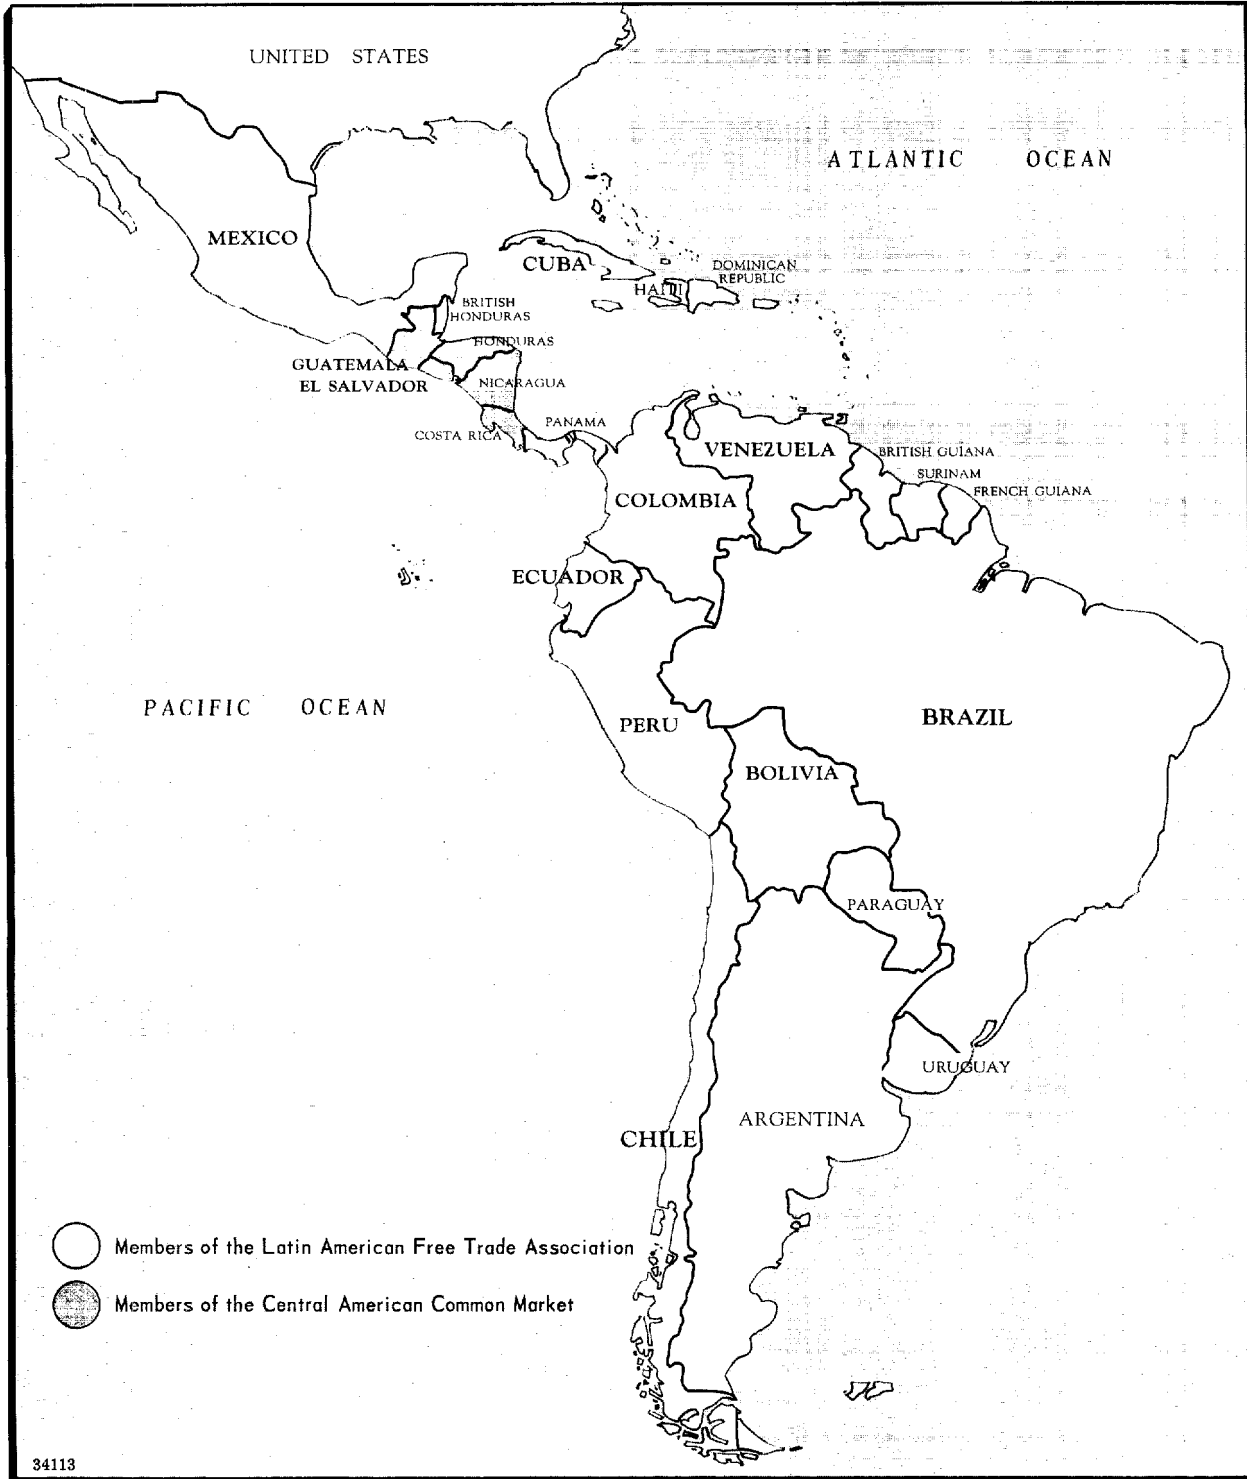 UNITED STATES
ATLANTIC OCEAN
MEXICO
CUBA
DOMINICAN
REPUBLIC
HAITI
BRITISH
HONDURAS
HONDURAS
GUATEMALA
EL SALVADOR
NICARAGUA
PANAMA
COSTA RICA
VENEZUELA
BRITISH GUIANA
SURINAM
FRENCH GUIANA
COLOMBIA
ECUADOR
PACIFIC OCEAN
PERU
BRAZIL
BOLIVIA
PARAGUAY
URUGUAY
ARGENTINA
CHILE
Members of the Latin American Free Trade Association
Members of the Central American Common Market
34113